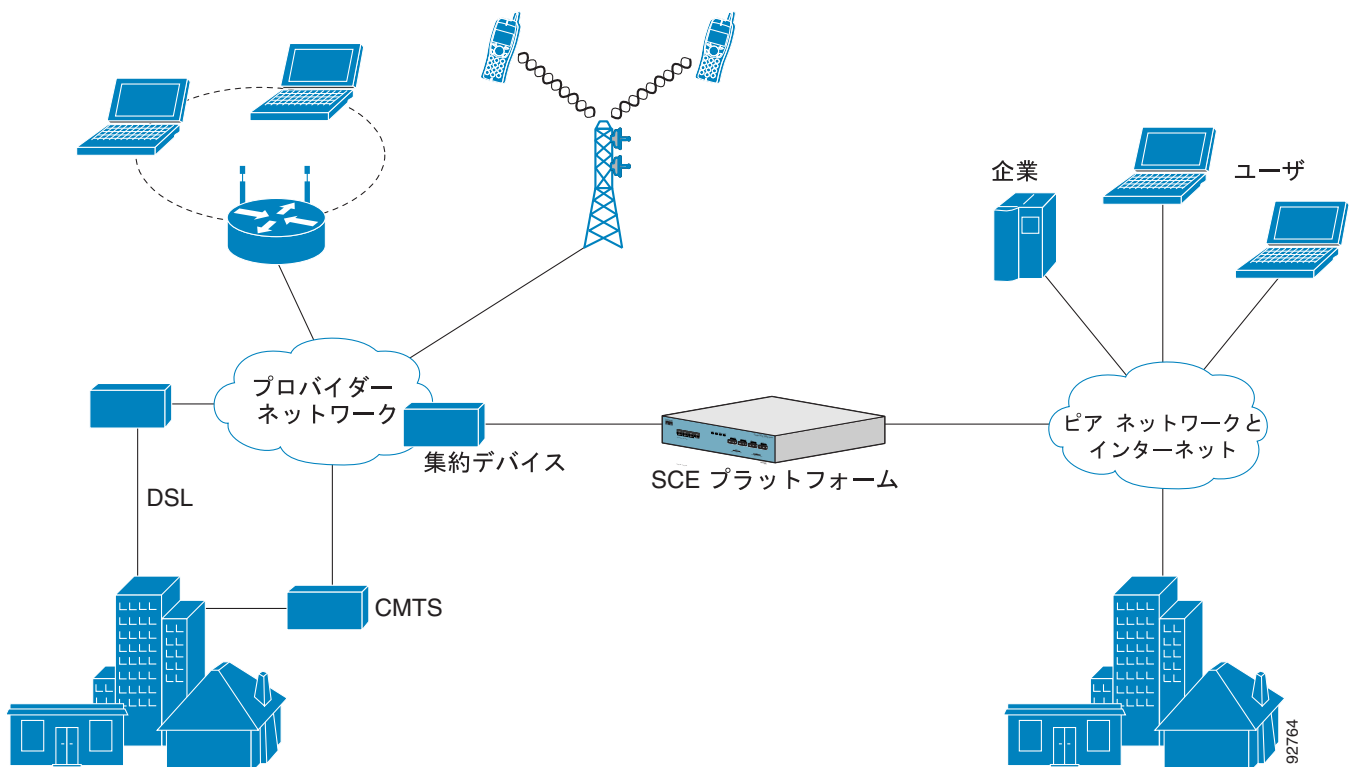 企業
ユーザ
プロバイダー
ネットワーク
集約デバイス
SCE プラットフォーム
ピア ネットワークと
インターネット
DSL
CMTS
92764